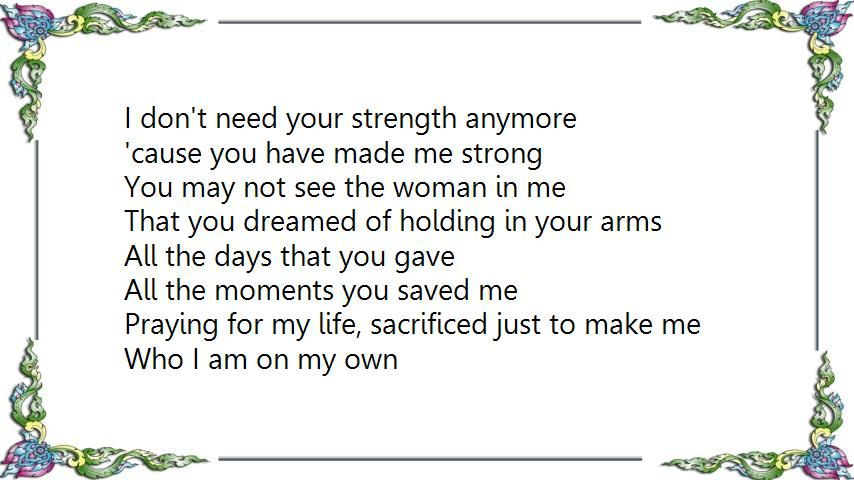 I don't need your strength anymore
'cause you have made me strong
You may not see the woman in me
That you dreamed of holding in your arms
All the days that you gave
All the moments you saved me
Praying for my life, sacrificed just to make me
Who I am on my own